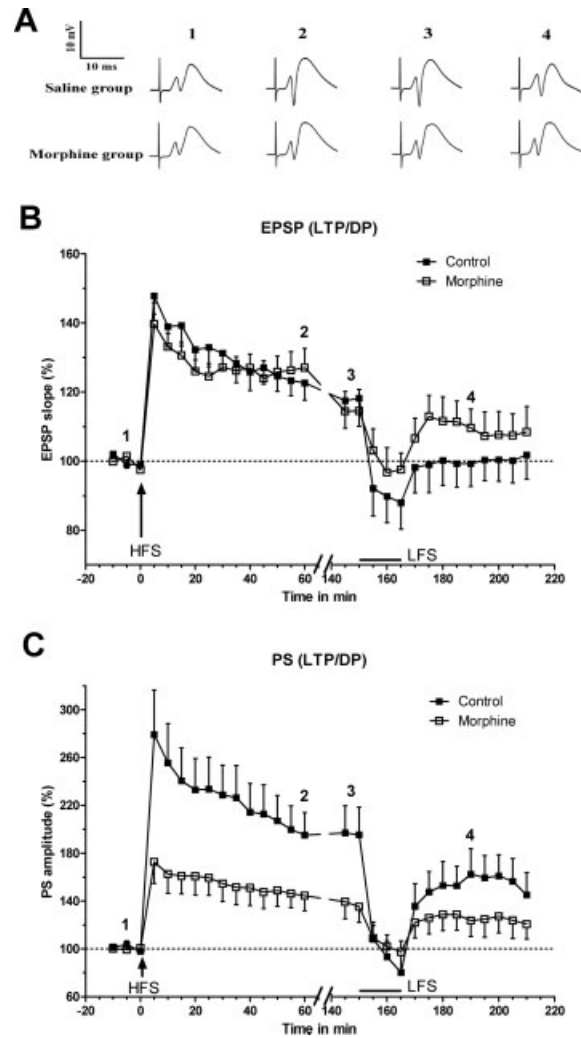 A
10 mV
10 ms
1 2 3 4
Saline group
Morphine group
B
EPSP (LTP/DP)
Control
Morphine
EPSP slope (%)
160
140
120
100
80
1
2
3
4
HFS
LFS
-20 0 20 40 60 140 160 180 200 220
Time in min
C
PS (LTP/DP)
Control
Morphine
PS amplitude (%)
300
260
220
180
140
100
60
1
2
3
4
HFS
LFS
-20 0 20 40 60 140 160 180 200 220
Time in min